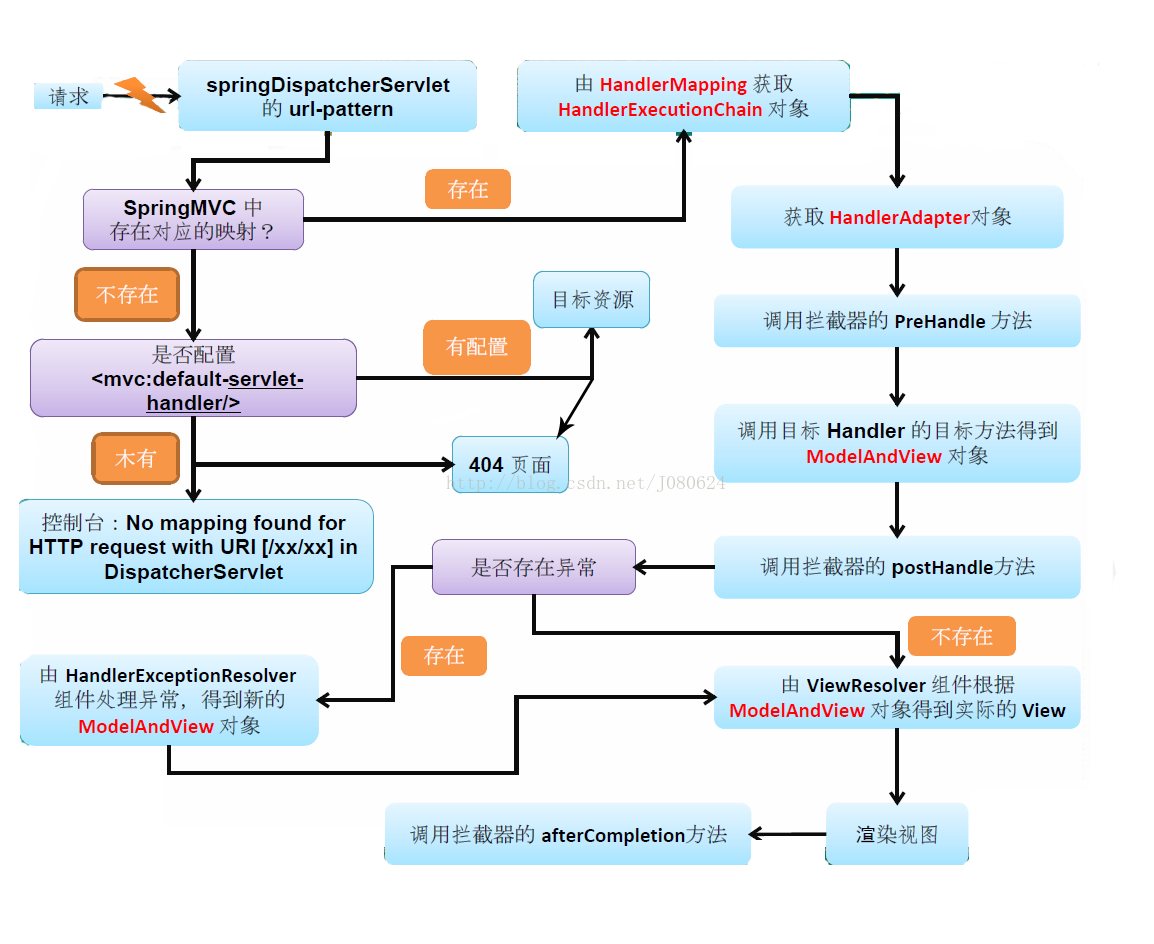 请求
springDispatcherServlet
的 url-pattern
由 HandlerMapping 获取
HandlerExecutionChain 对象
存在
SpringMVC 中
存在对应的映射？
获取 HandlerAdapter对象
不存在
目标资源
调用拦截器的 PreHandle 方法
有配置
是否配置
<mvc:default-servlet-
handler/>
调用目标 Handler 的目标方法得到
ModelAndView 对象
木有
404 页面
http://blog.csdn.net/J080624
控制台：No mapping found for
HTTP request with URI [/xx/xx] in
DispatcherServlet
是否存在异常
调用拦截器的 postHandle方法
不存在
存在
由 HandlerExceptionResolver
组件处理异常，得到新的
ModelAndView 对象
由 ViewResolver 组件根据
ModelAndView 对象得到实际的 View
调用拦截器的 afterCompletion方法
渲染视图